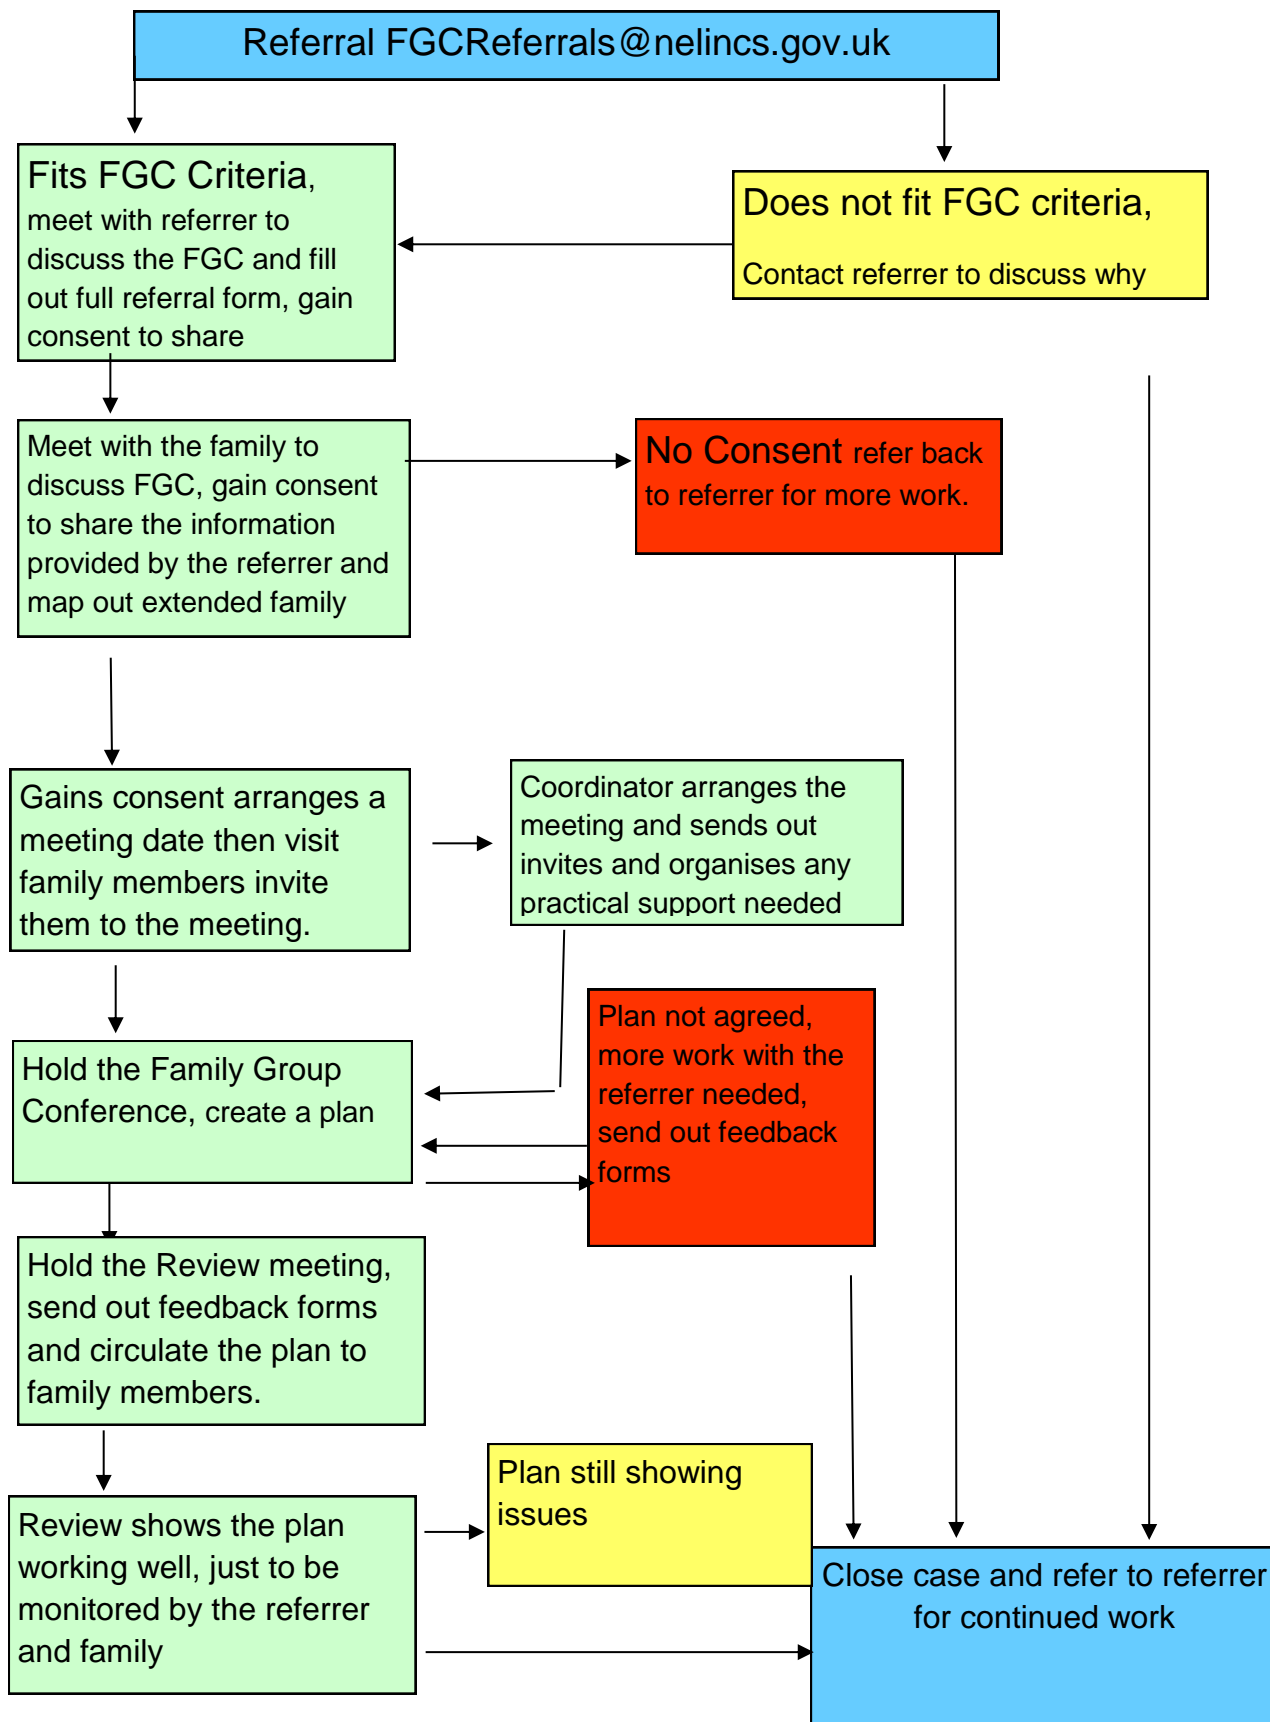 Referral FGCReferrals@nelincs.gov.uk
Fits FGC Criteria,
meet with referrer to
discuss the FGC and fill
out full referral form, gain
consent to share
Does not fit FGC criteria,
Contact referrer to discuss why
Meet with the family to
discuss FGC, gain consent
to share the information
provided by the referrer and
map out extended family
No Consent refer back
to referrer for more work.
Gains consent arranges a
meeting date then visit
family members invite
them to the meeting.
Coordinator arranges the
meeting and sends out
invites and organises any
practical support needed
Hold the Family Group
Conference, create a plan
Plan not agreed,
more work with the
referrer needed,
send out feedback
forms
Hold the Review meeting,
send out feedback forms
and circulate the plan to
family members.
Review shows the plan
working well, just to be
monitored by the referrer
and family
Plan still showing
issues
Close case and refer to referrer
for continued work